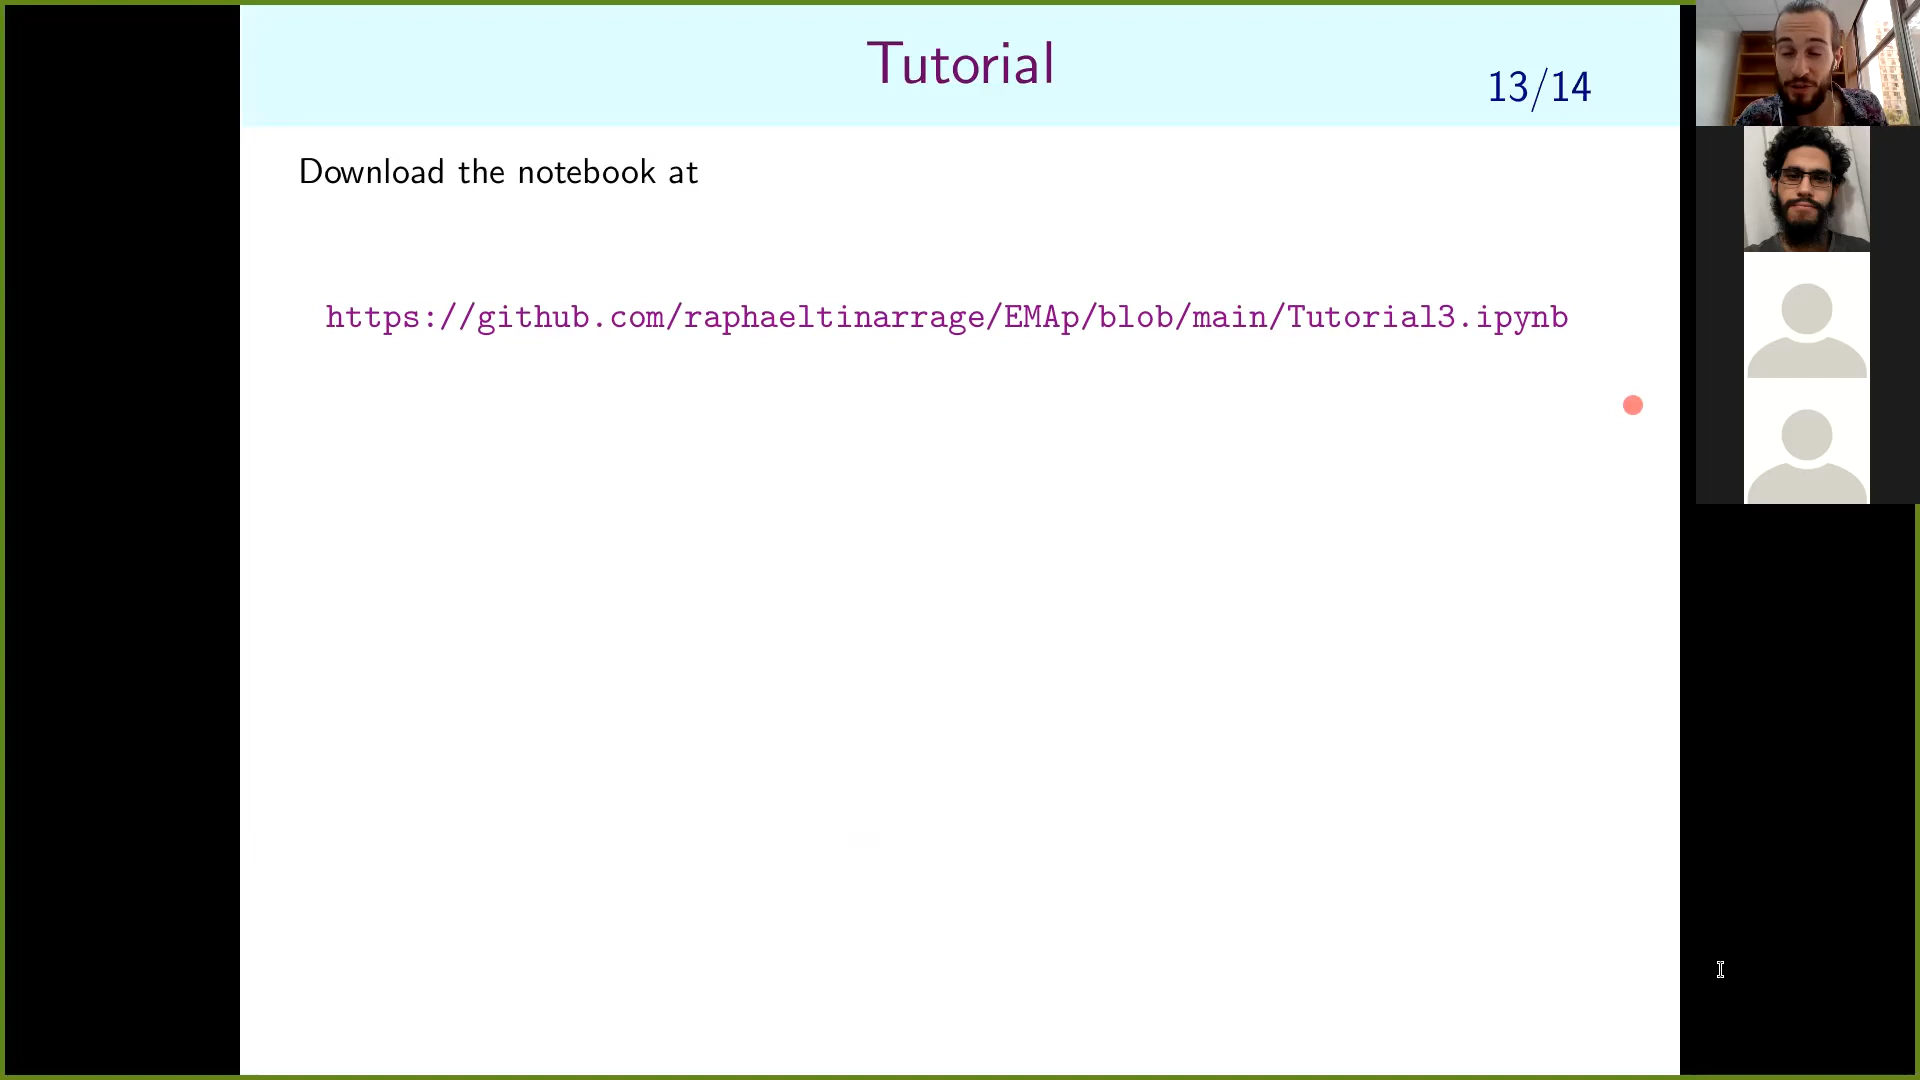 Tutorial
13/14
Download the notebook at
https://github.com/raphaeltinarrage/EMAp/blob/main/Tutorial3.ipynb